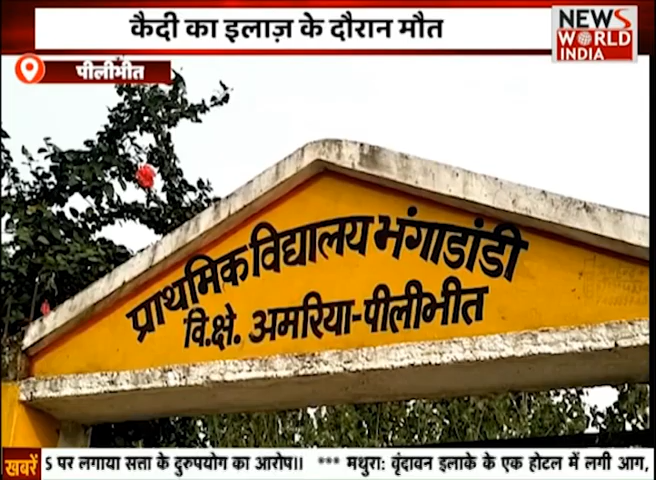 कैदी का इलाज़ के दौरान मौत
NEWS
WORLD
INDIA
पीलीभीत
प्राथमिक विद्यालय भंगाडांडी
वि.क्षे. अमरिया-पीलीभीत
खबरें
S पर लगाया सत्ता के दुरुपयोग का आरोप।। *** मथुरा: वृंदावन इलाके के एक होटल में लगी आग,